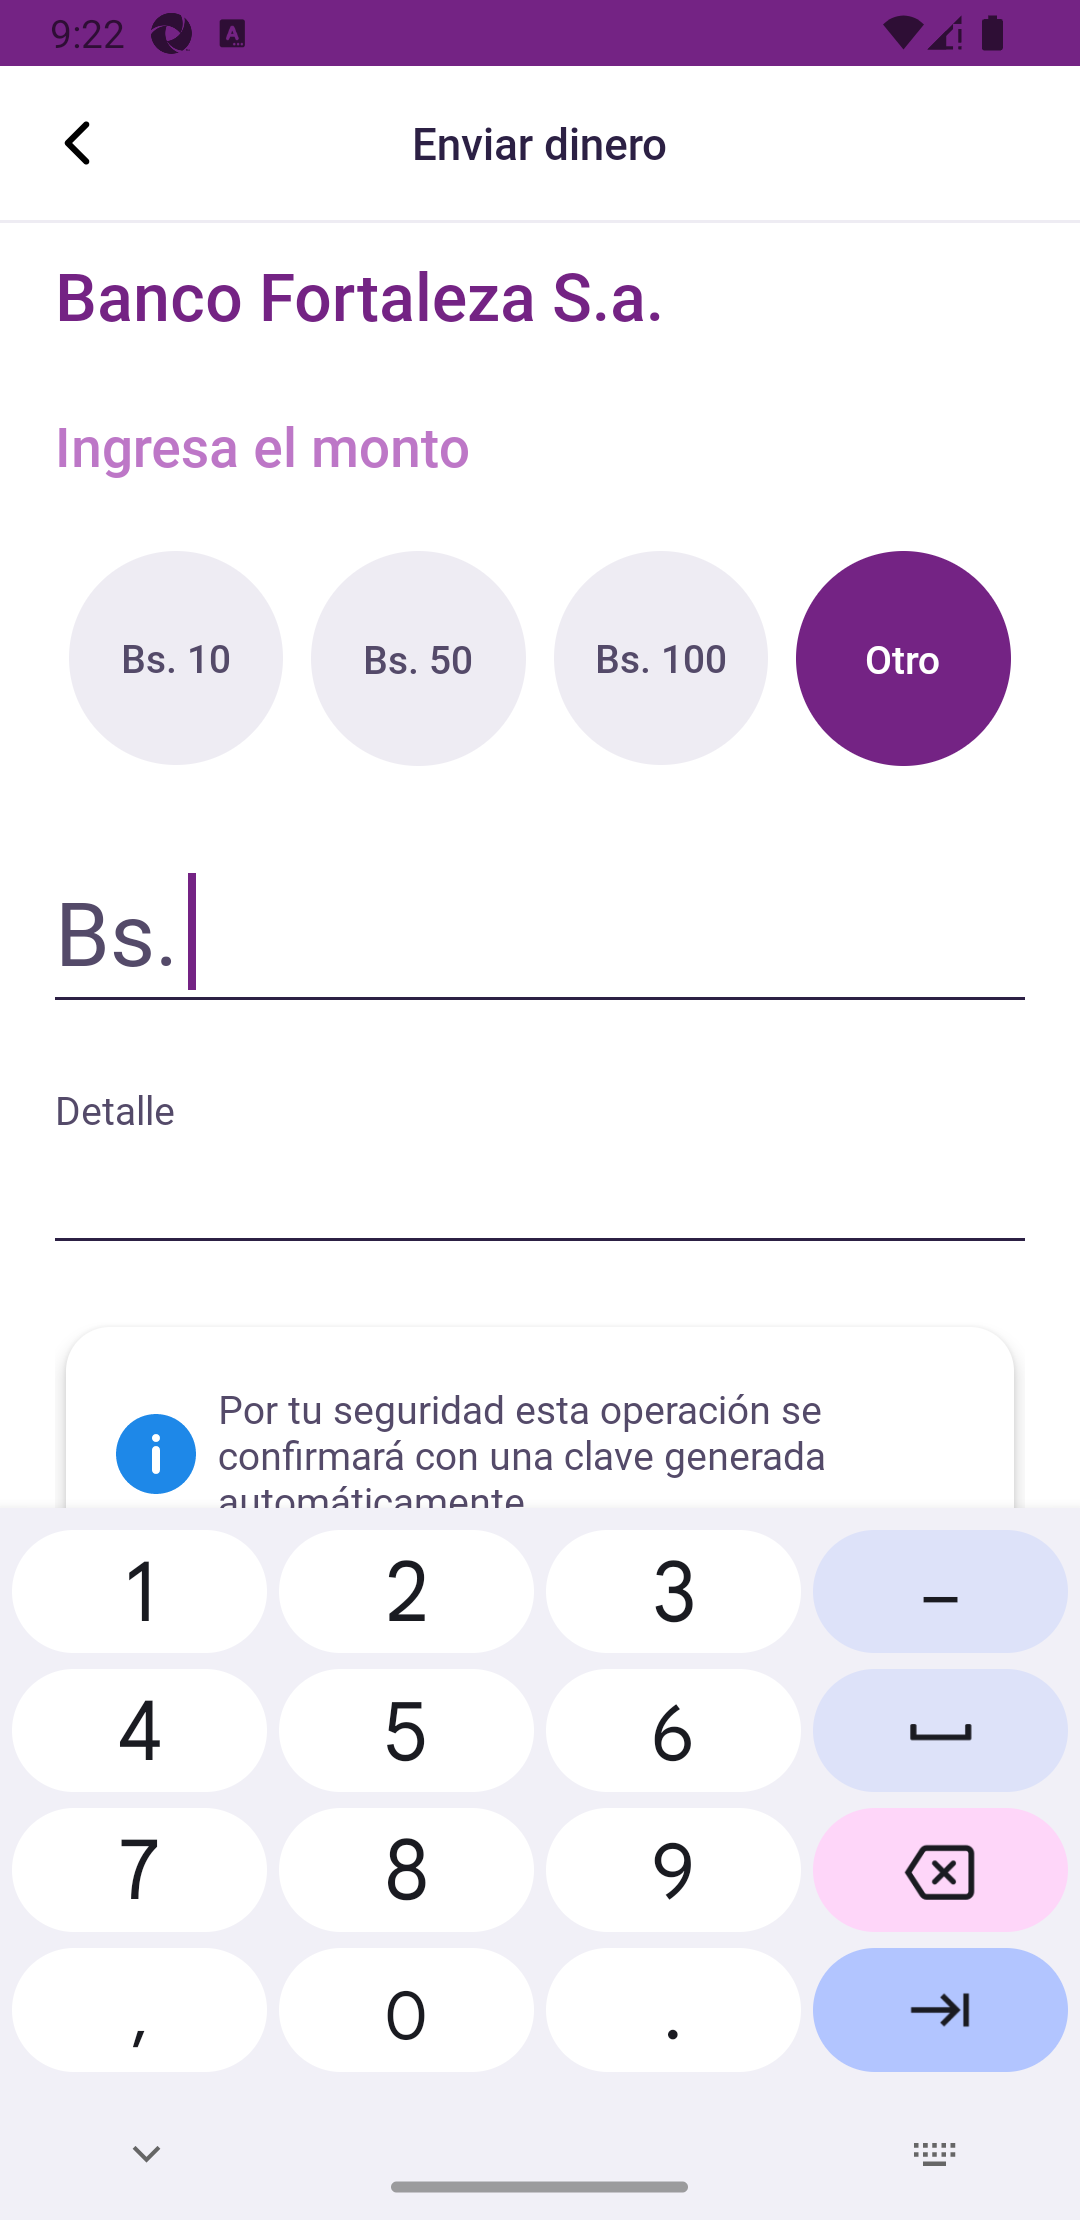 9:22
Enviar dinero
Banco Fortaleza S.a.
Ingresa el monto
Bs. 10 Bs. 50 Bs. 100 Otro
Bs.
Detalle
Por tu seguridad esta operación se
confirmará con una clave generada
automáticamente
1 2 3 –
4 5 6
7 8 9
, 0 .